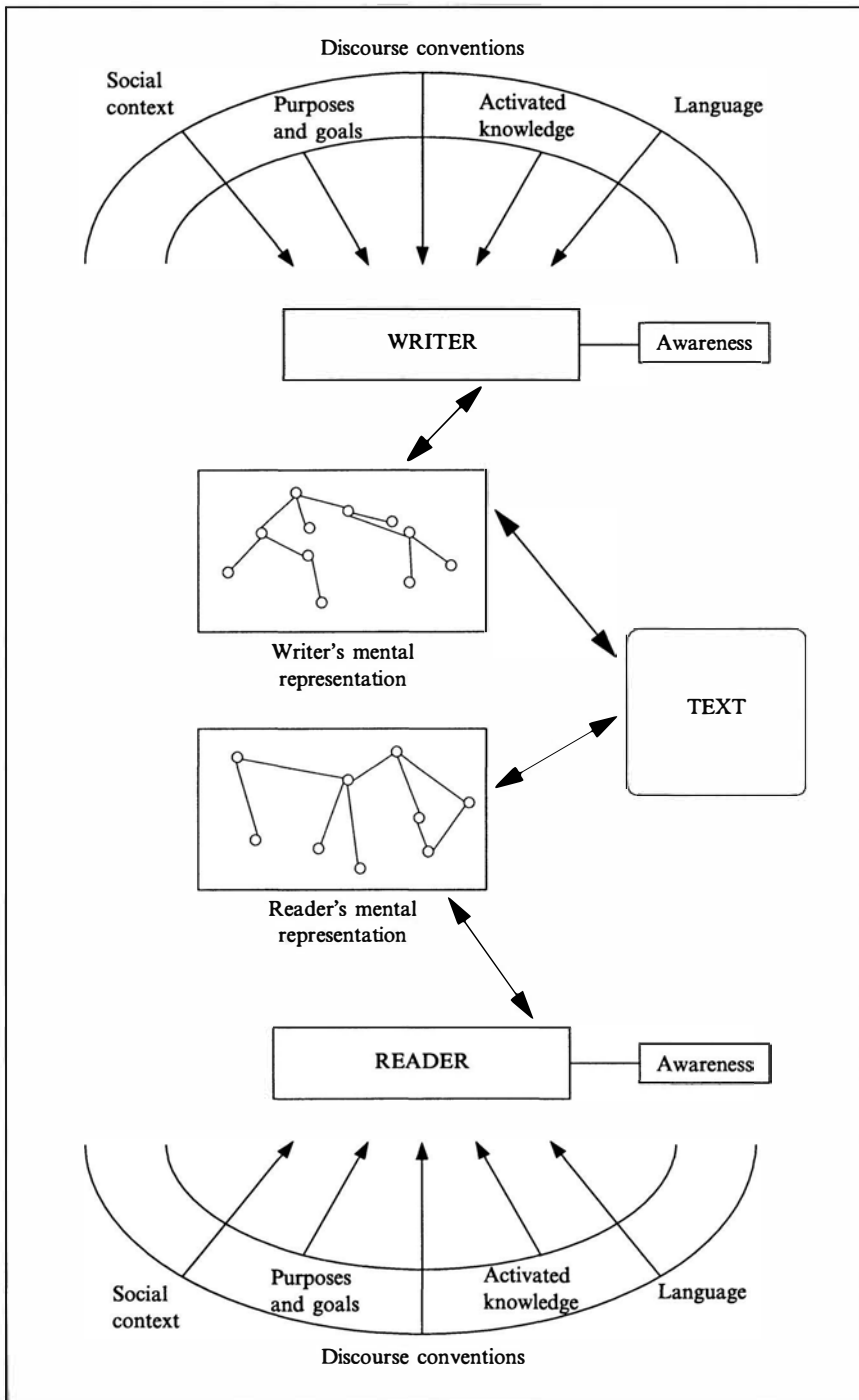 Discourse conventions
Social
context
Purposes
and goals
Activated
knowledge
Language
WRITER
Awareness
Writer's mental
representation
TEXT
Reader's mental
representation
READER
Awareness
Social
context
Purposes
and goals
Activated
knowledge
Language
Discourse conventions